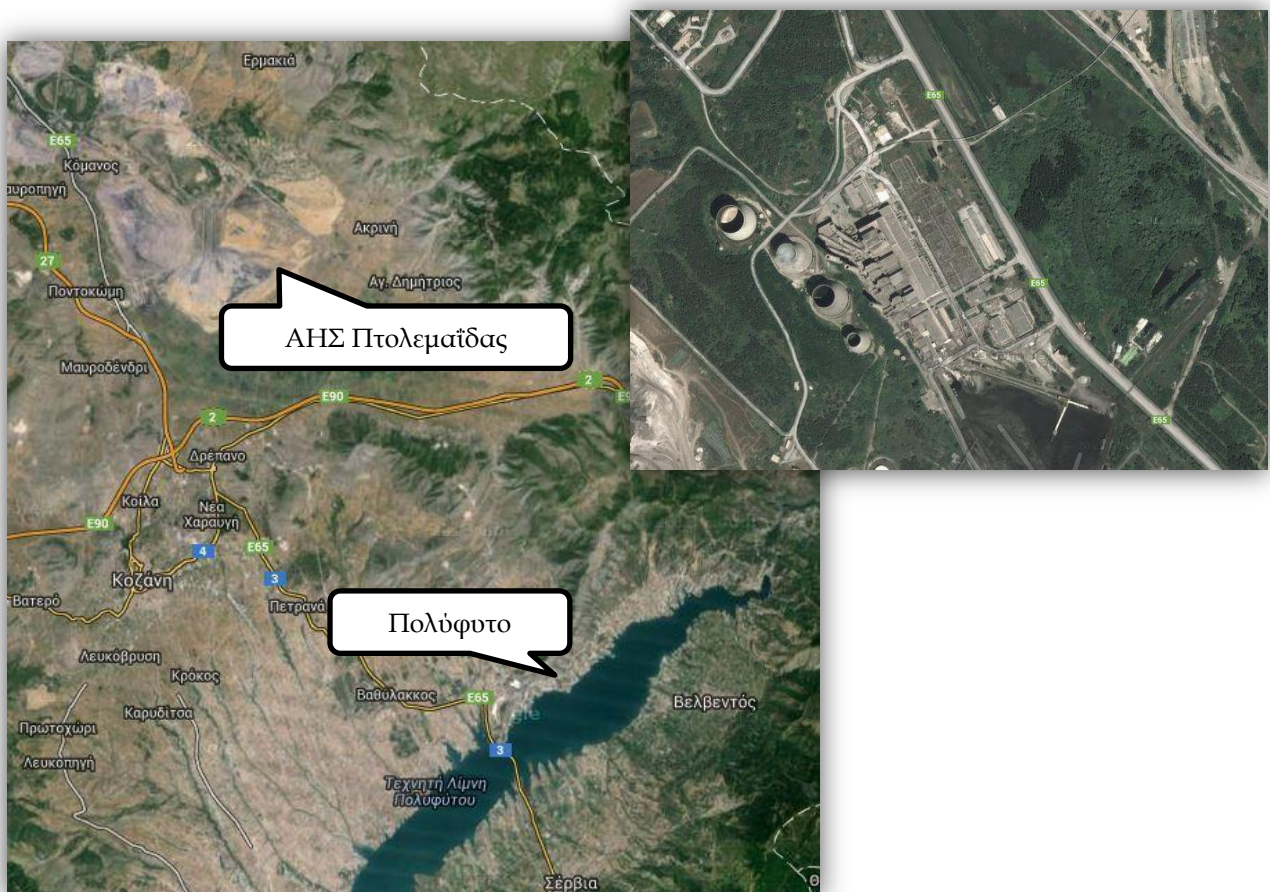 Ερμακιά
E65
Κόμανος
αυροπηγή
Ακρινή
27
Ποντοκώμη
Αγ. Δημήτριος
ΑΗΣ Πτολεμαΐδας
Μαυροδένδρι
2
E90
2
Δρέπανο
Κοίλα
Νέα
Χαραυγή
E90
4
E65
Κοζάνη
3
Βατερό
Πετρανά
Πολύφυτο
Λευκόβρυση
Κρόκος
Βαθύλακκος
E65
Βελβεντός
Καρυδίτσα
Πρωτοχώρι
Λευκοπηγή
3
Τεχνητή Λίμνη
Πολυφύτου
Σέρβια
E65
E65
E65